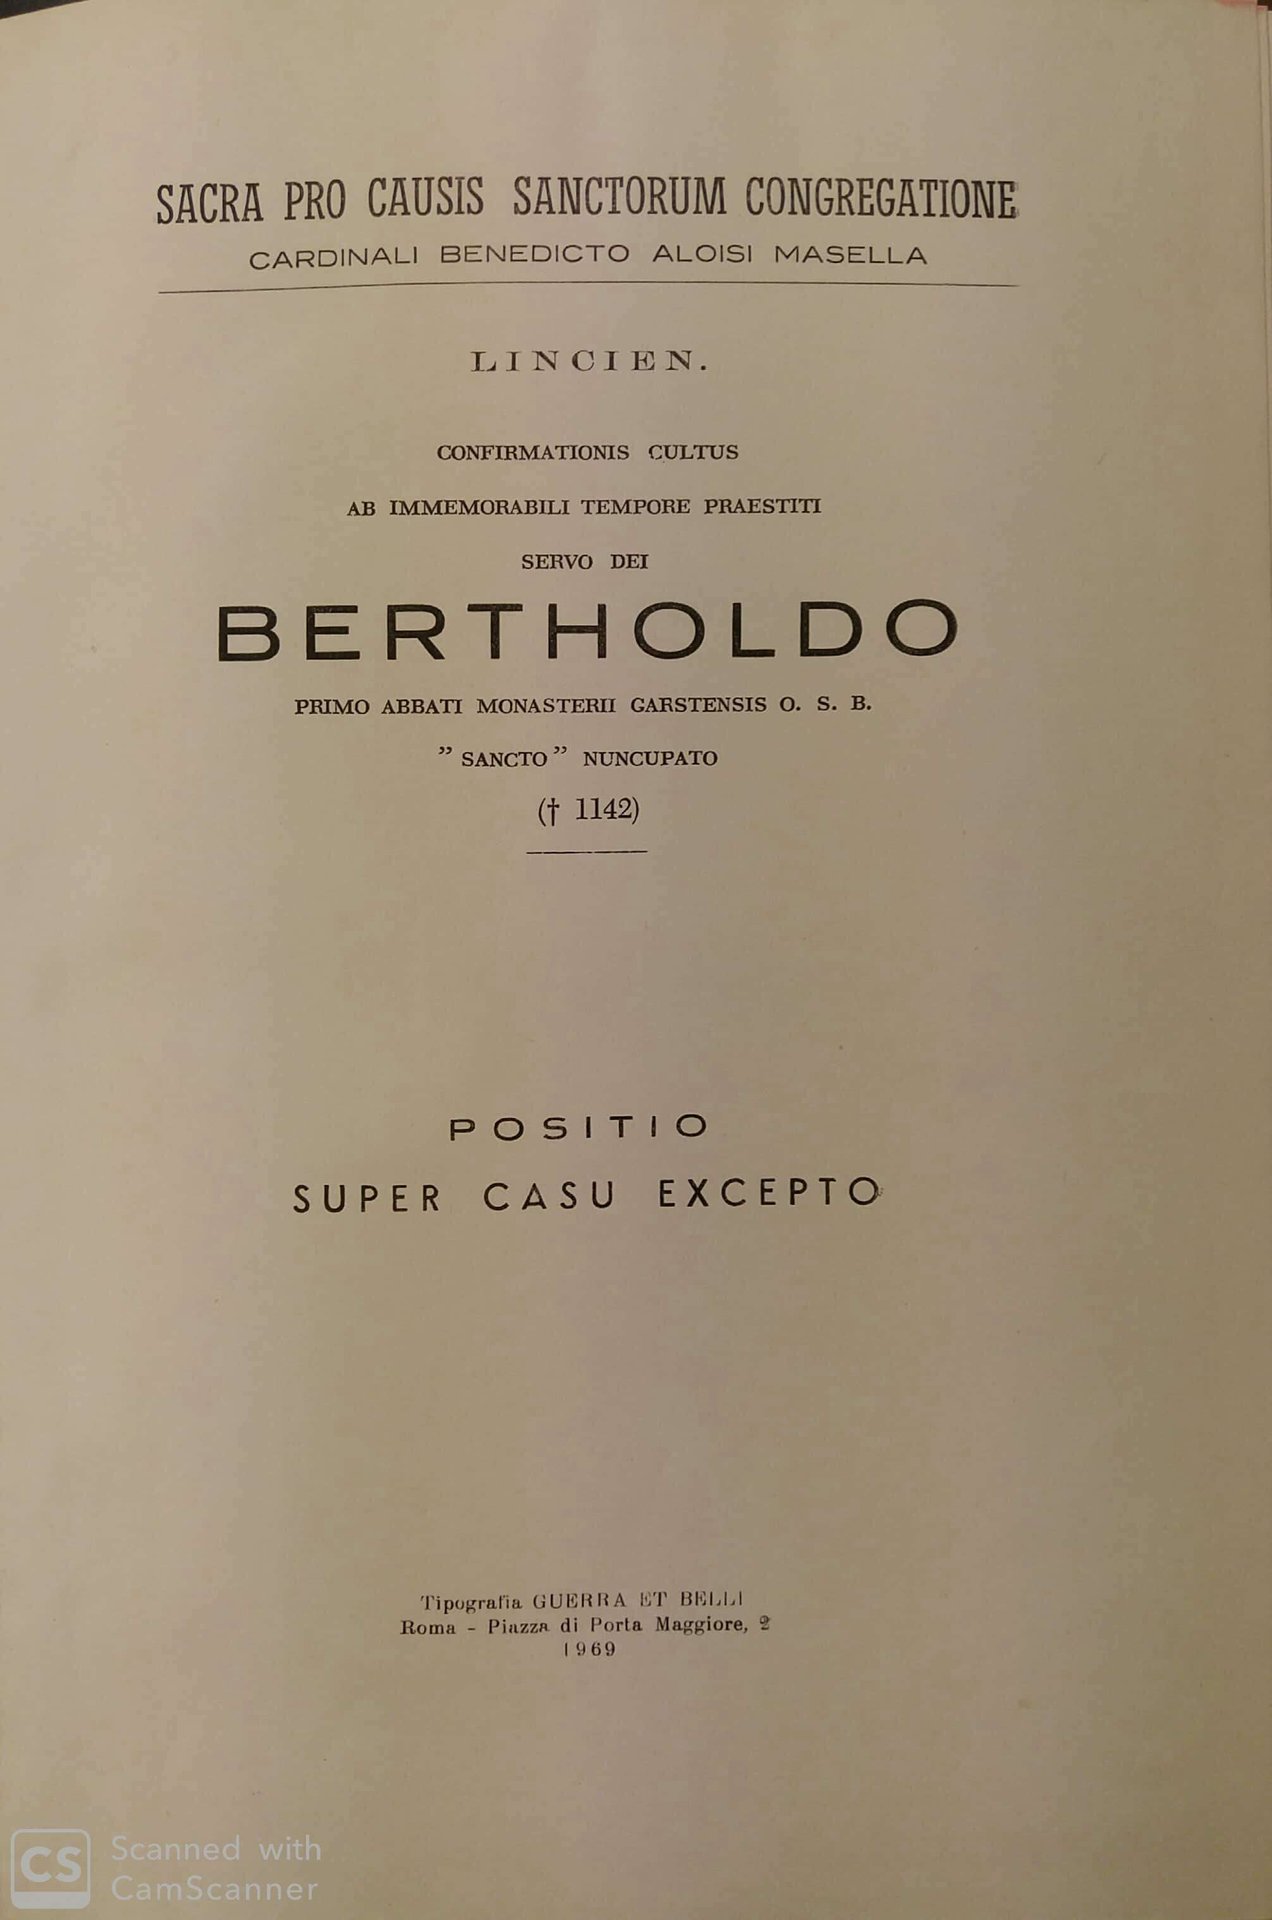 SACRA PRO CAUSIS SANCTORUM CONGREGATIONE
CARDINALI BENEDICTO ALOISI MASELLA
LINCIEN.
CONFIRMATIONIS CULTUS
AB IMMEMORABILI TEMPORE PRAESTITI
SERVO DEI
BERTHOLDO
PRIMO ABBATI MONASTERII GARSTENSIS O. S. B.
” SANCTO ” NUNCUPATO
(† 1142)
POSITIO
SUPER CASU EXCEPTO
Tipografia GUERRA ET BELLI
Roma - Piazza di Porta Maggiore, 2
1969
CS Scanned with
CamScanner